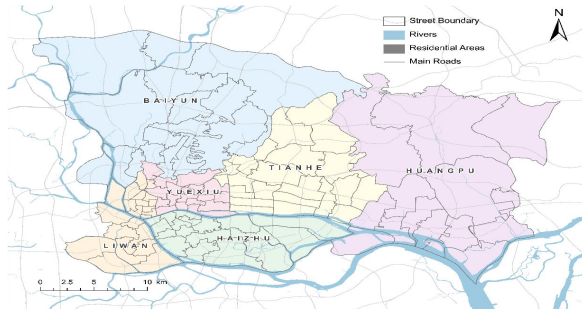 Street Boundary
Rivers
Residential Areas
Main Roads
N
BAIYUN
TIANHE
HUANGPU
YUEXIU
HAIZHU
LIWAN
0 2.5 5 10 km